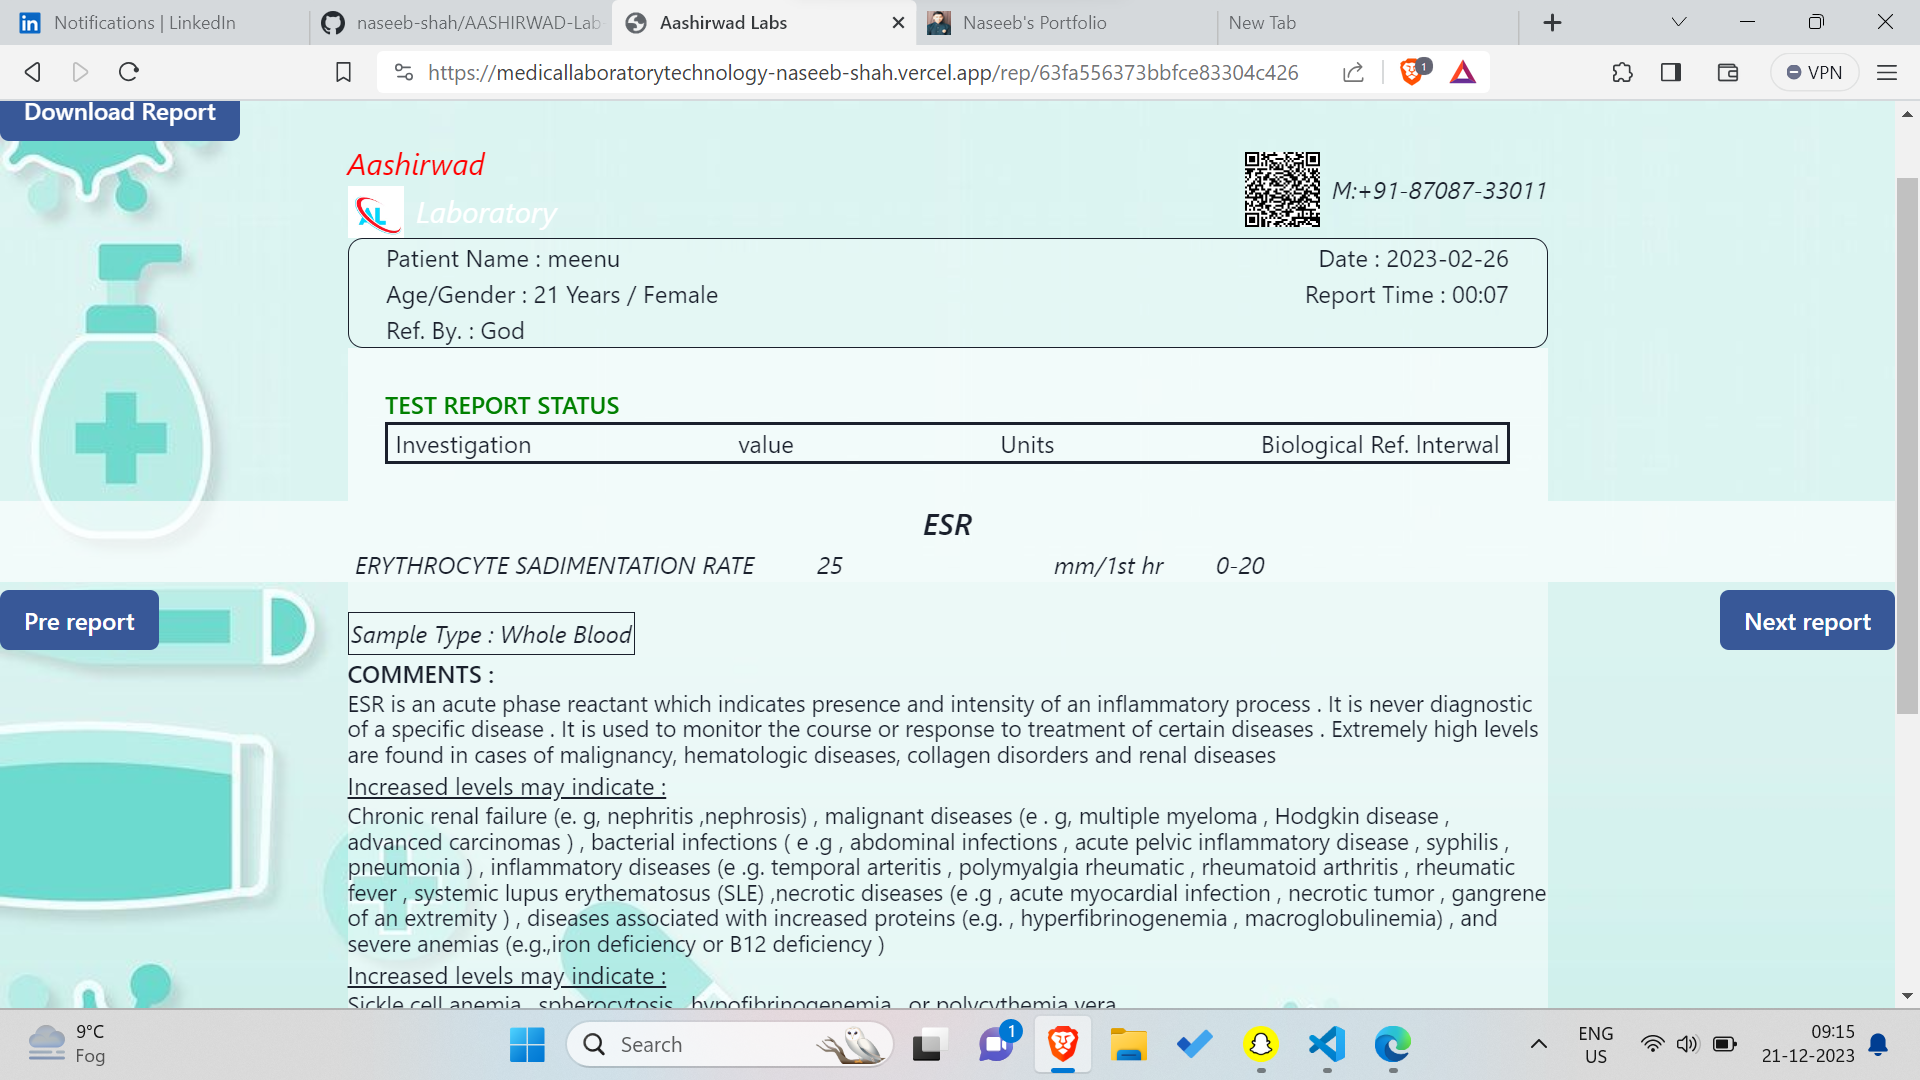 Notifications | LinkedIn
naseeb-shah/AASHIRWAD-Lab
Aashirwad Labs
Naseeb's Portfolio
New Tab
https://medicallaboratorytechnology-naseeb-shah.vercel.app/rep/63fa556373bbfce83304c426
1
VPN
Download Report
Aashirwad
AL
Laboratory
M:+91-87087-33011
Patient Name : meenu
Date : 2023-02-26
Age/Gender : 21 Years / Female
Report Time : 00:07
Ref. By. : God
TEST REPORT STATUS
Investigation value Units Biological Ref. lnterwal
ESR
ERYTHROCYTE SADIMENTATION RATE 25 mm/1st hr 0-20
Pre report
Next report
Sample Type : Whole Blood
COMMENTS :
ESR is an acute phase reactant which indicates presence and intensity of an inflammatory process . It is never diagnostic
of a specific disease . It is used to monitor the course or response to treatment of certain diseases . Extremely high levels
are found in cases of malignancy, hematologic diseases, collagen disorders and renal diseases
Increased levels may indicate :
Chronic renal failure (e. g, nephritis ,nephrosis) , malignant diseases (e . g, multiple myeloma , Hodgkin disease ,
advanced carcinomas ) , bacterial infections ( e .g , abdominal infections , acute pelvic inflammatory disease , syphilis ,
pneumonia ) , inflammatory diseases (e .g. temporal arteritis , polymyalgia rheumatic , rheumatoid arthritis , rheumatic
fever , systemic lupus erythematosus (SLE) ,necrotic diseases (e .g , acute myocardial infection , necrotic tumor , gangrene
of an extremity ) , diseases associated with increased proteins (e.g. , hyperfibrinogenemia , macroglobulinemia) , and
severe anemias (e.g.,iron deficiency or B12 deficiency )
Increased levels may indicate :
Sickle cell anemia , spherocytosis , hypofibrinogenemia , or polycythemia vera
9°C
Fog
Search
1
ENG
US
09:15
21-12-2023